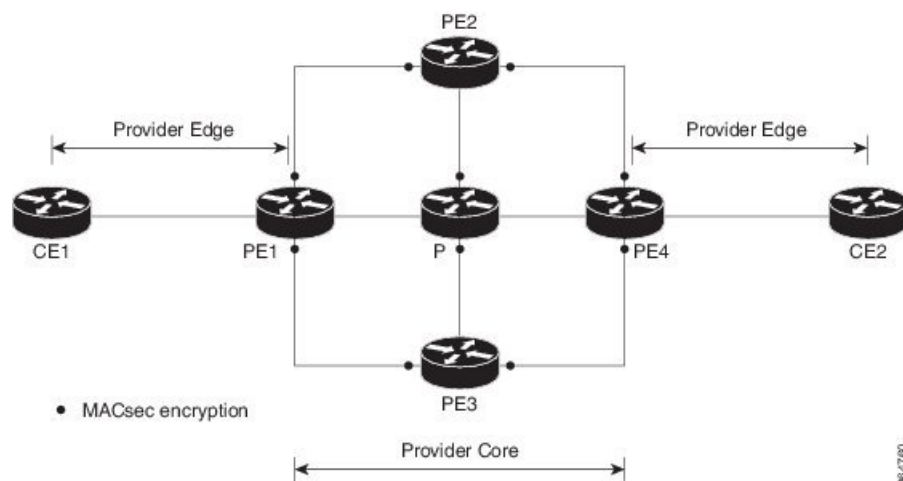 PE2
Provider Edge
Provider Edge
CE1
PE1
P
PE4
CE2
PE3
MACsec encryption
Provider Core